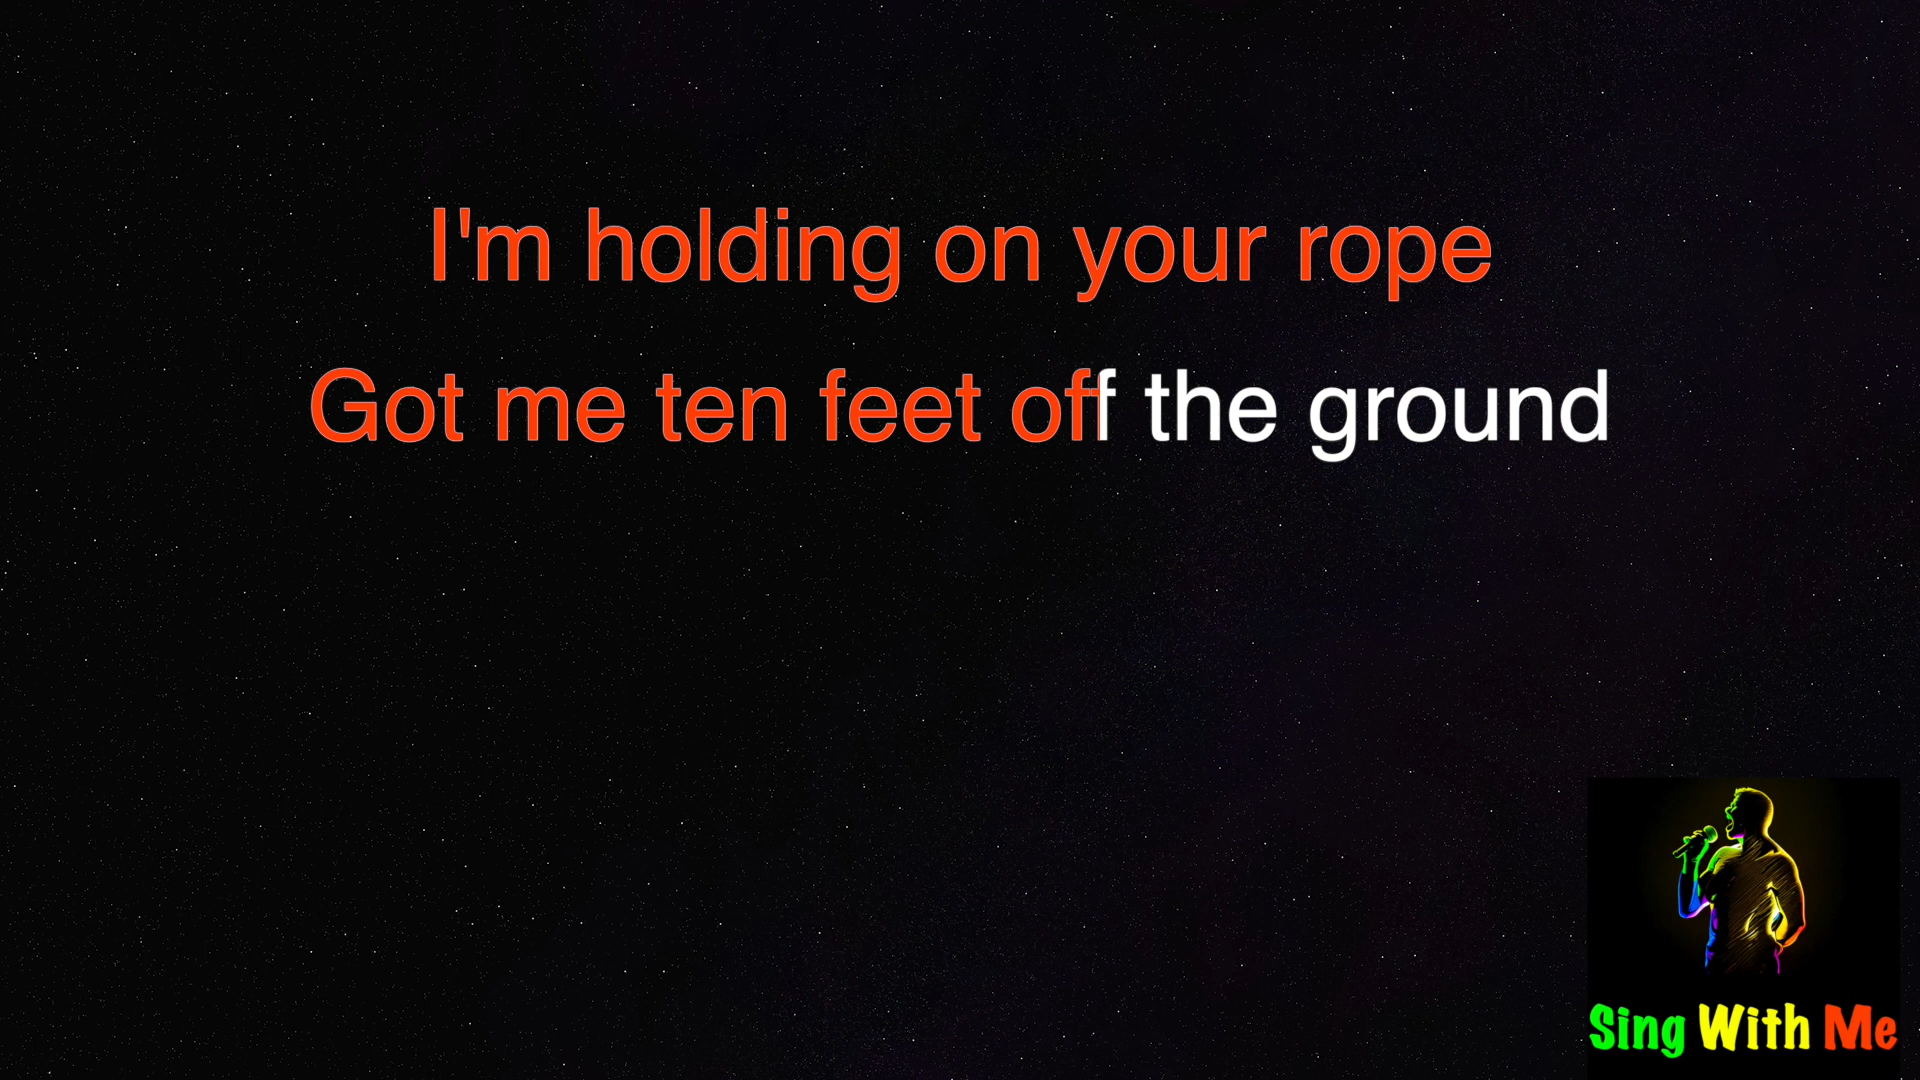 I'm holding on your rope
Got me ten feet off the ground
Sing With Me